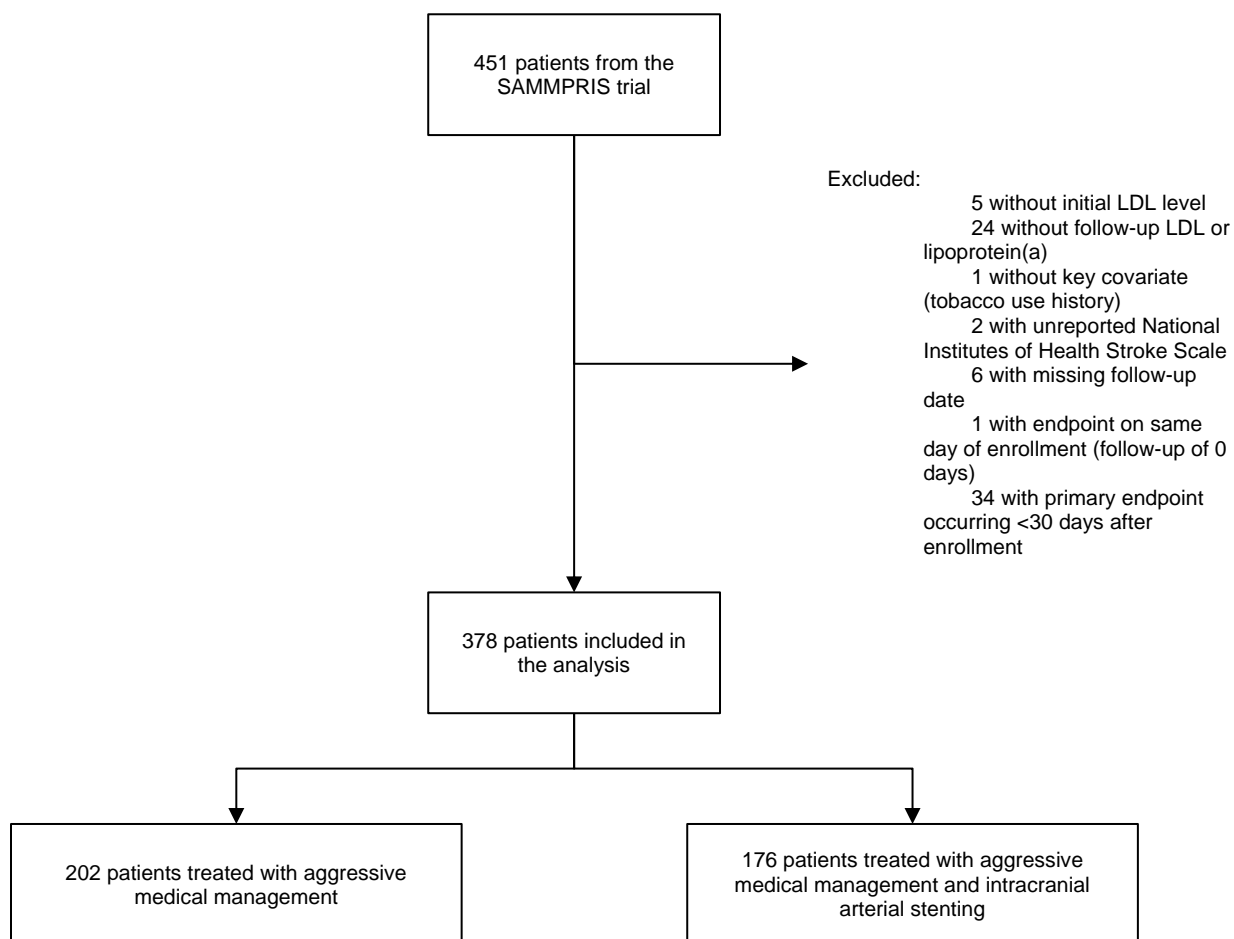 451 patients from the
SAMMPRIS trial
Excluded:
5 without initial LDL level
24 without follow-up LDL or
lipoprotein(a)
1 without key covariate
(tobacco use history)
2 with unreported National
Institutes of Health Stroke Scale
6 with missing follow-up
date
1 with endpoint on same
day of enrollment (follow-up of 0
days)
34 with primary endpoint
occurring <30 days after
enrollment
378 patients included in
the analysis
202 patients treated with aggressive
medical management
176 patients treated with aggressive
medical management and intracranial
arterial stenting